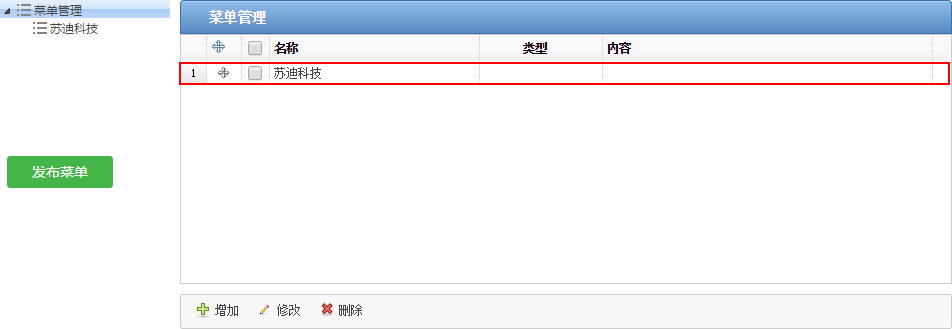 菜单管理
苏迪科技
发布菜单
菜单管理
名称 类型 内容
1 苏迪科技
增加 修改 删除